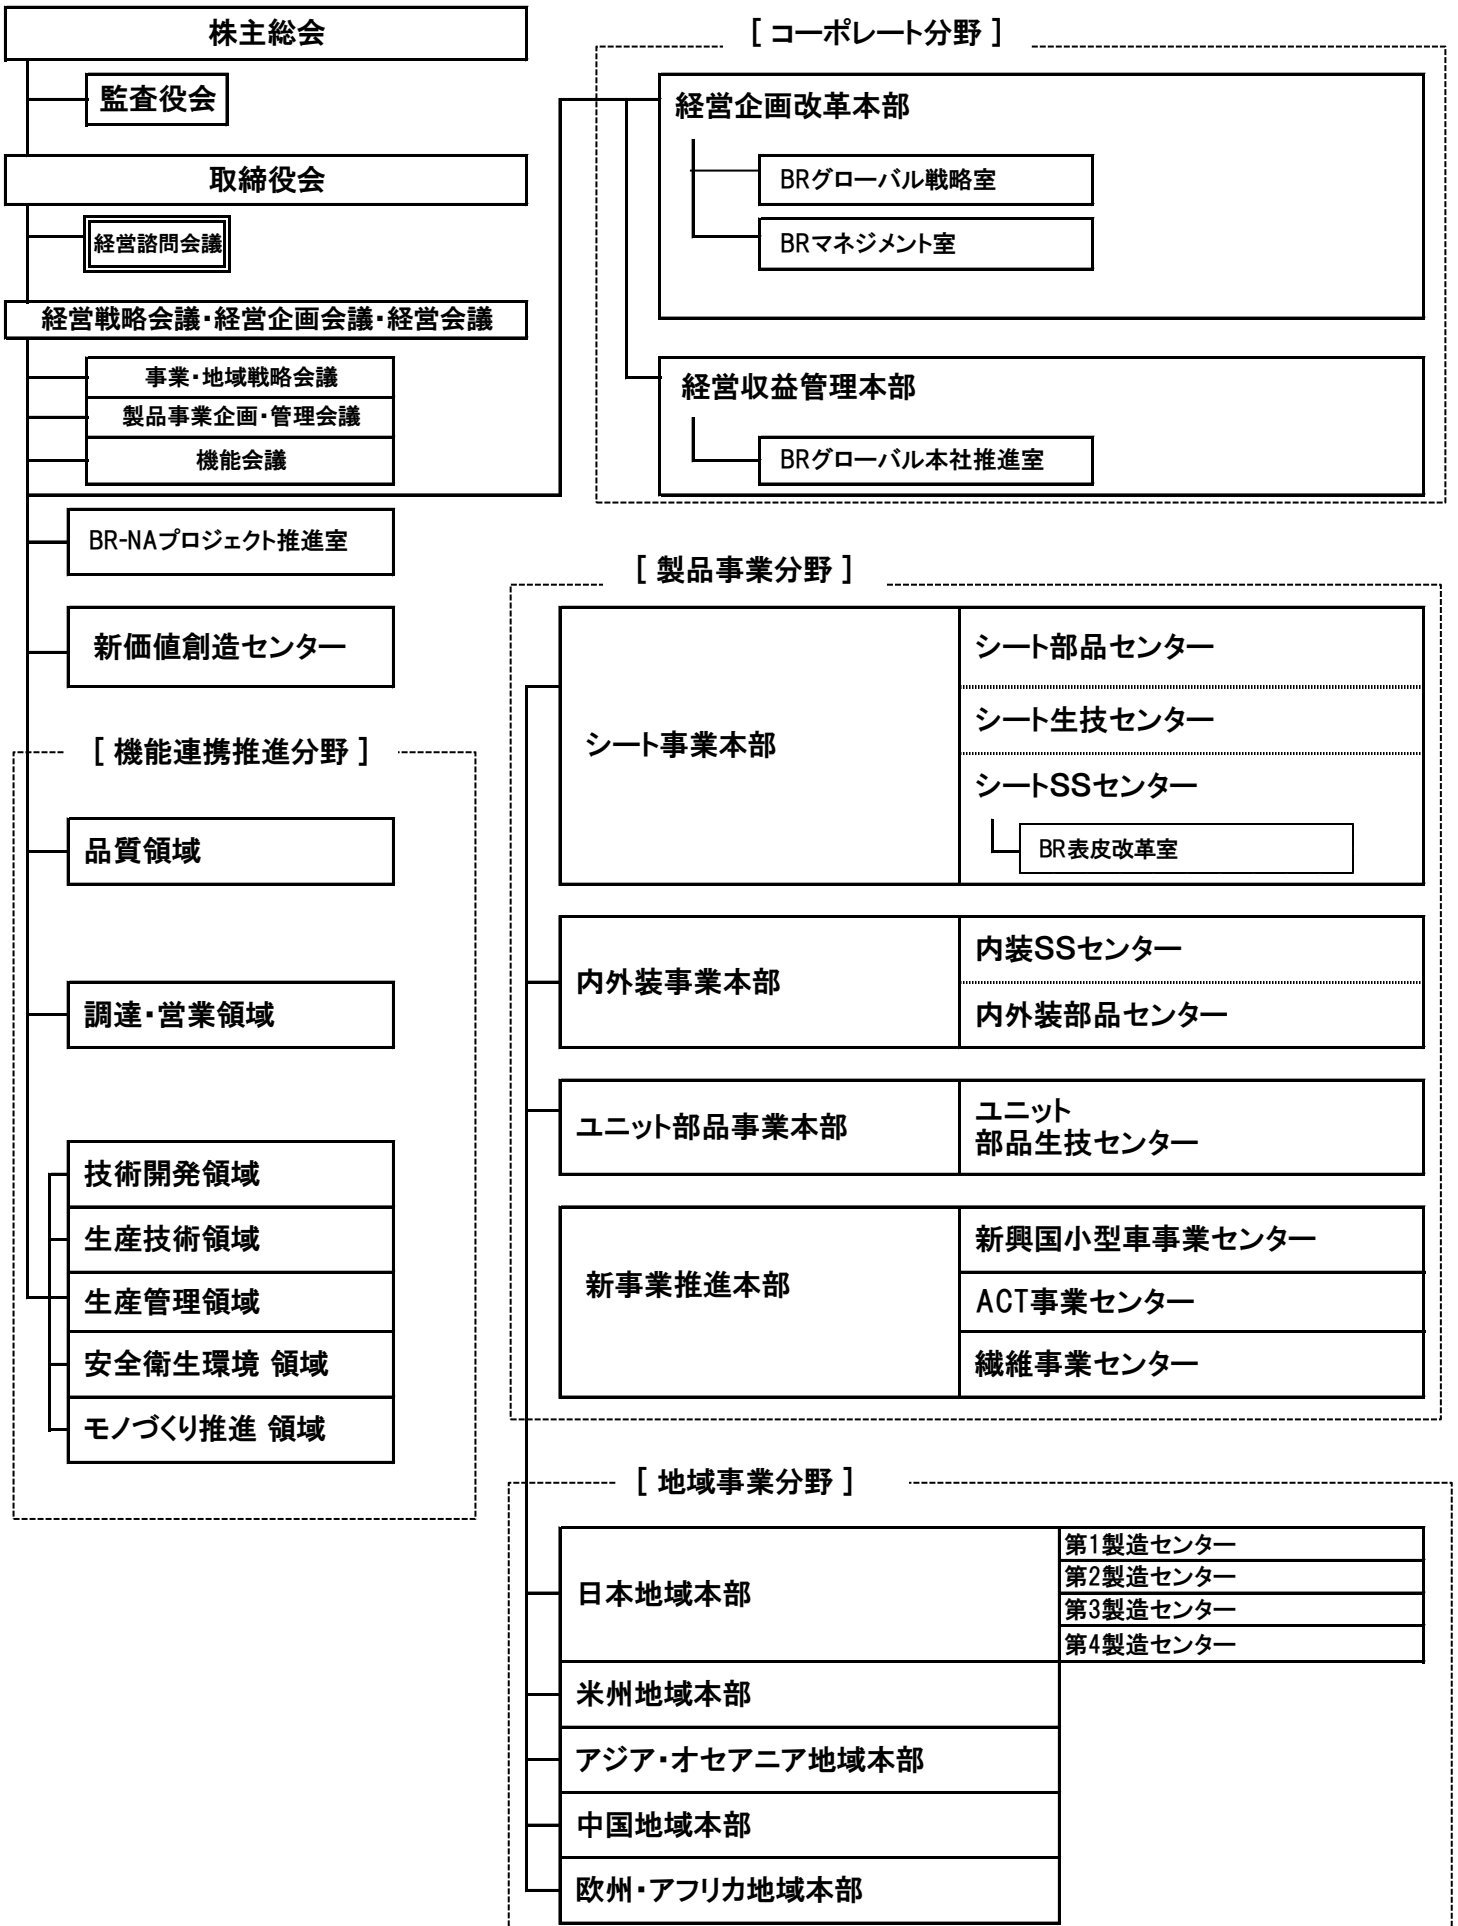 株主総会
監査役会
取締役会
経営諮問会議
経営戦略会議・経営企画会議・経営会議
事業・地域戦略会議
製品事業企画・管理会議
機能会議
BR-NAプロジェクト推進室
新価値創造センター
[ 機能連携推進分野 ]
品質領域
調達・営業領域
技術開発領域
生産技術領域
生産管理領域
安全衛生環境 領域
モノづくり推進 領域
[ コーポレート分野 ]
経営企画改革本部
BRグローバル戦略室
BRマネジメント室
経営収益管理本部
BRグローバル本社推進室
[ 製品事業分野 ]
シート事業本部
シート部品センター
シート生技センター
シートSSセンター
BR表皮改革室
内外装事業本部
内装SSセンター
内外装部品センター
ユニット部品事業本部
ユニット
部品生技センター
新事業推進本部
新興国小型車事業センター
ACT事業センター
繊維事業センター
[ 地域事業分野 ]
日本地域本部
第1製造センター
第2製造センター
第3製造センター
第4製造センター
米州地域本部
アジア・オセアニア地域本部
中国地域本部
欧州・アフリカ地域本部